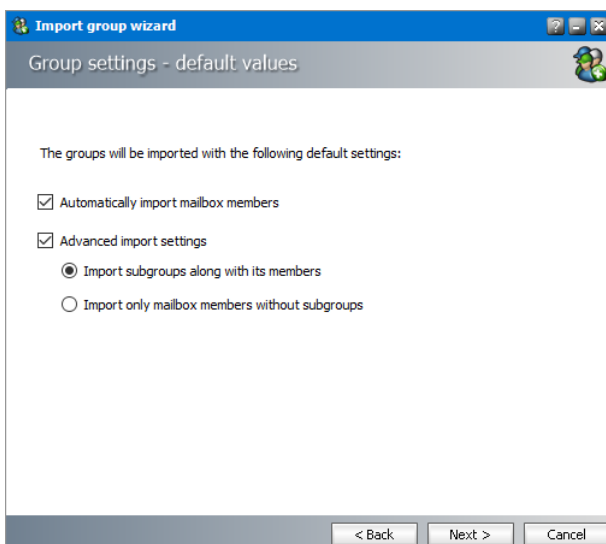 Import group wizard
Group settings - default values
The groups will be imported with the following default settings:
Automatically import mailbox members
Advanced import settings
Import subgroups along with its members
Import only mailbox members without subgroups
< Back Next > Cancel